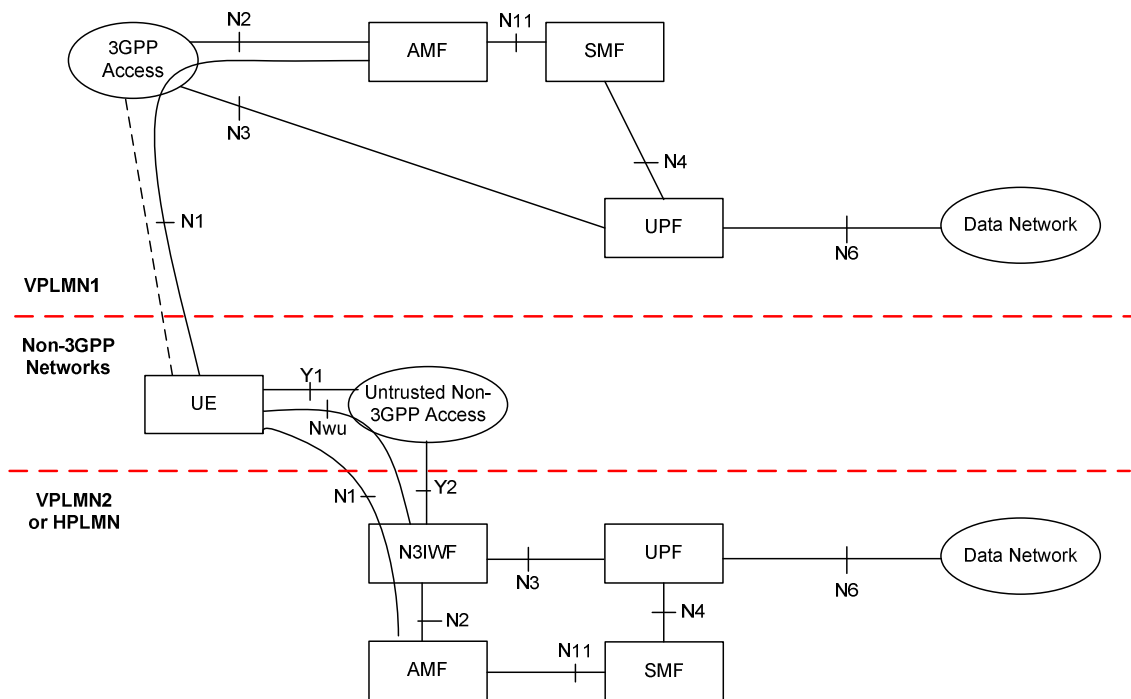 N2
N11
3GPP
Access
AMF
SMF
N3
N4
N1
UPF
Data Network
N6
VPLMN1
Non-3GPP
Networks
Y1
Untrusted Non-
3GPP Access
UE
Nwu
VPLMN2
or HPLMN
N1
Y2
N3IWF
UPF
Data Network
N3
N6
N2
N4
N11
AMF
SMF